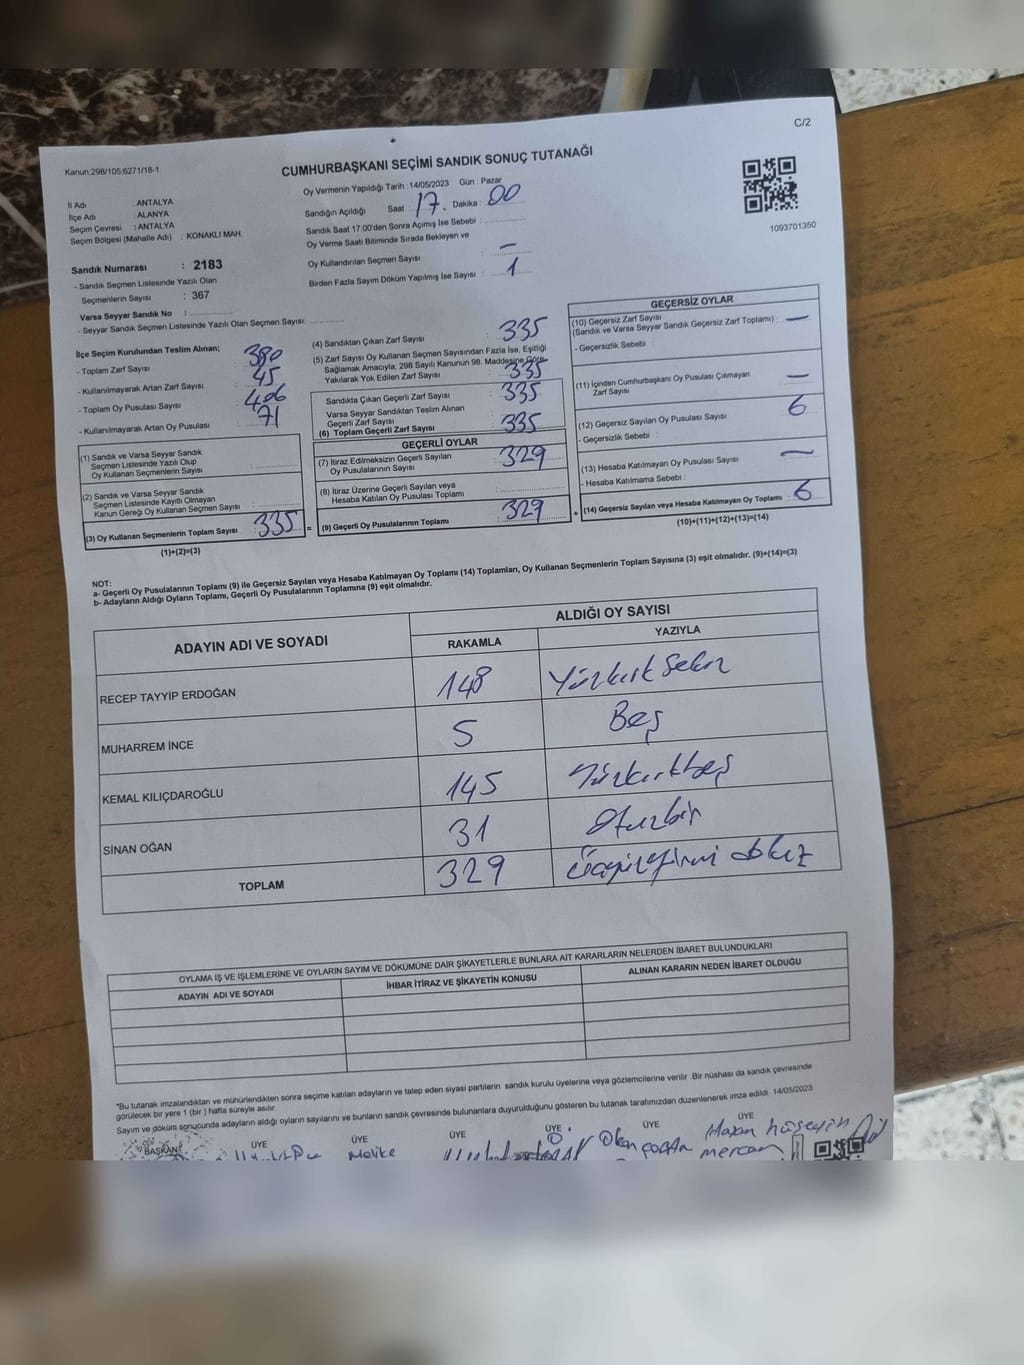 C/2
Kanun,298/105,6271/18-1
CUMHURBAŞKANI SEÇİMİ SANDIK SONUÇ TUTANAĞI
İl Adı : ANTALYA
İlçe Adı : ALANYA
Seçim Çevresi : ANTALYA
Seçim Bölgesi (Mahalle Adı) : KONAKLI MAH.
Sandık Numarası : 2183
- Sandık Seçmen Listesinde Yazılı Olan
Seçmenlerin Sayısı : 367
Varsa Seyyar Sandık No :
- Seyyar Sandık Seçmen Listesinde Yazılı Olan Seçmen Sayısı:
Oy Vermenin Yapıldığı Tarih :14/05/2023 Gün : Pazar
Sandığın Açıldığı Saat : 17. Dakika : 00
Sandık Saat 17.00'den Sonra Açımış İse Sebebi :
Oy Verme Saati Bitiminde Sırada Bekleyen ve
Oy Kullandırılan Seçmen Sayısı : -
Birden Fazla Sayım Döküm Yapılmış İse Sayısı : 1
1093701350
İlçe Seçim Kurulundan Teslim Alınan;
- Toplam Zarf Sayısı : 380
- Kullanılmayarak Artan Zarf Sayısı : 45
- Toplam Oy Pusulası Sayısı : 406
- Kullanılmayarak Artan Oy Pusulası : 71
(1) Sandık ve Varsa Seyyar Sandık
Seçmen Listesinde Yazılı Olup
Oy Kullanan Seçmenlerin Sayısı :
(2) Sandık ve Varsa Seyyar Sandık
Seçmen Listesinde Kayıtlı Olmayan
Kanun Gereği Oy Kullanan Seçmen Sayısı :
(3) Oy Kullanan Seçmenlerin Toplam Sayısı : 335
(1)+(2)=(3)
(4) Sandıktan Çıkan Zarf Sayısı : 335
(5) Zarf Sayısı Oy Kullanan Seçmen Sayısından Fazla İse, Eşitliği
Sağlamak Amacıyla, 298 Sayılı Kanunun 98. Maddesine Göre
Yakılarak Yok Edilen Zarf Sayısı : 335
Sandıkta Çıkan Geçerli Zarf Sayısı : 335
Varsa Seyyar Sandıktan Teslim Alınan
Geçerli Zarf Sayısı :
(6) Toplam Geçerli Zarf Sayısı : 335
GEÇERLİ OYLAR
(7) İtiraz Edilmeksizin Geçerli Sayılan
Oy Pusulalarının Sayısı : 329
(8) İtiraz Üzerine Geçerli Sayılan veya
Hesaba Katılan Oy Pusulası Toplamı :
= (9) Geçerli Oy Pusulalarının Toplamı : 329
GEÇERSİZ OYLAR
(10) Geçersiz Zarf Sayısı
(Sandık ve Varsa Seyyar Sandık Geçersiz Zarf Toplamı) : -
- Geçersizlik Sebebi :
(11) İçinden Cumhurbaşkanı Oy Pusulası Çıkmayan
Zarf Sayısı : -
(12) Geçersiz Sayılan Oy Pusulası Sayısı : 6
- Geçersizlik Sebebi :
(13) Hesaba Katılmayan Oy Pusulası Sayısı : -
- Hesaba Katılmama Sebebi :
+ (14) Geçersiz Sayılan veya Hesaba Katılmayan Oy Toplamı : 6
(10)+(11)+(12)+(13)=(14)
NOT:
a- Geçerli Oy Pusulalarının Toplamı (9) ile Geçersiz Sayılan veya Hesaba Katılmayan Oy Toplamı (14) Toplamları, Oy Kullanan Seçmenlerin Toplam Sayısına (3) eşit olmalıdır. (9)+(14)=(3)
b- Adayların Aldığı Oyların Toplamı, Geçerli Oy Pusulalarının Toplamına (9) eşit olmalıdır.
ADAYIN ADI VE SOYADI
ALDIĞI OY SAYISI
RAKAMLA YAZIYLA
RECEP TAYYIP ERDOĞAN 148 Yüzkırk sekiz
MUHARREM İNCE 5 Beş
KEMAL KILIÇDAROĞLU 145 Yüzkırkbeş
SİNAN OĞAN 31 Otuzbir
TOPLAM 329 Üçyüzyirmi dokuz
OYLAMA İŞ VE İŞLEMLERİNE VE OYLARIN SAYIM VE DÖKÜMÜNE DAİR ŞİKAYETLERLE BUNLARA AİT KARARLARIN NELERDEN İBARET BULUNDUKLARI
ADAYIN ADI VE SOYADI İHBAR İTİRAZ VE ŞİKAYETİN KONUSU ALINAN KARARIN NEDEN İBARET OLDUĞU
*Bu tutanak imzalandıktan ve mühürlendikten sonra seçime katılan adayların ve talep eden siyasi partilerin sandık kurulu üyelerine veya gözlemcilerine verilir .Bir nüshası da sandık çevresinde
görülecek bir yere 1 (bir ) hafta süreyle asılır.
Sayım ve döküm sonucunda adayların aldığı oyların sayılarını ve bunların sandık çevresinde bulunanlara duyurulduğunu gösteren bu tutanak tarafımızdan düzenlenerek imza edildi. 14/05/2023
BAŞKAN ÜYE ÜYE ÜYE ÜYE ÜYE ÜYE
Melike Okan Hasan hüseyin
mercan